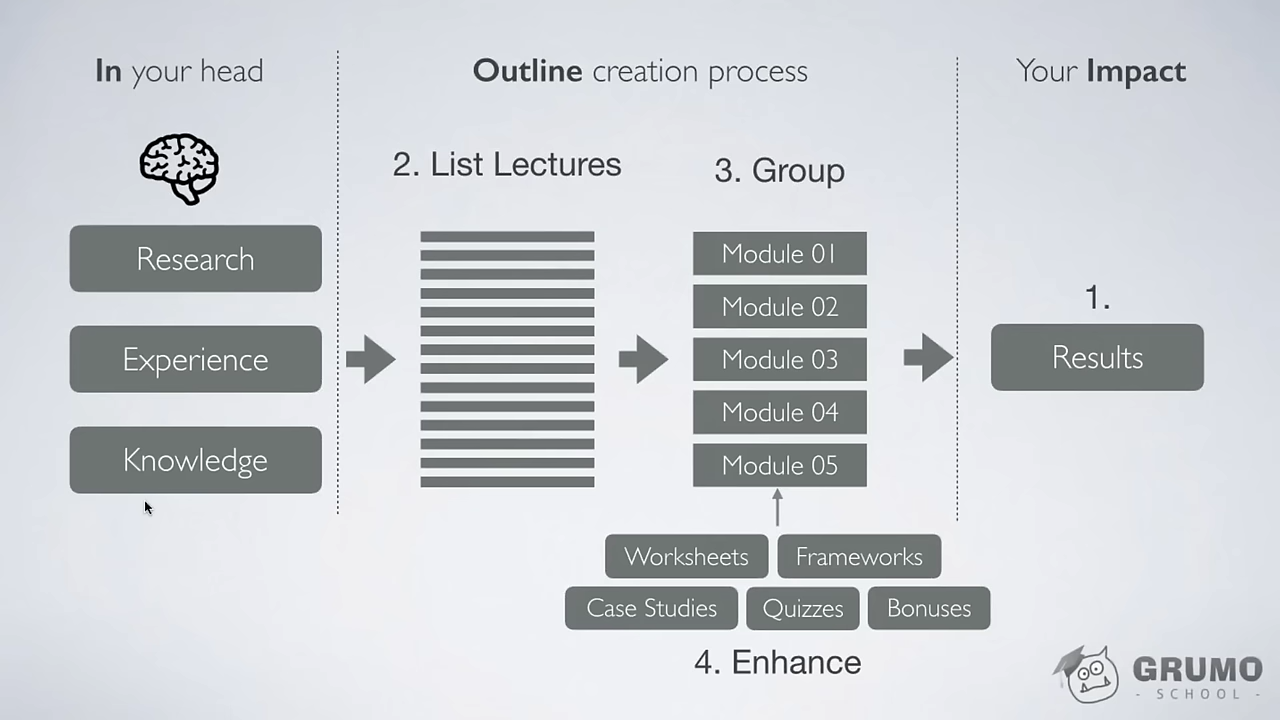 In your head
Research
Experience
Knowledge
Outline creation process
2. List Lectures
3. Group
Module 01
Module 02
Module 03
Module 04
Module 05
Worksheets
Frameworks
Case Studies
Quizzes
Bonuses
4. Enhance
Your Impact
1.
Results
GRUMO
- SCHOOL -